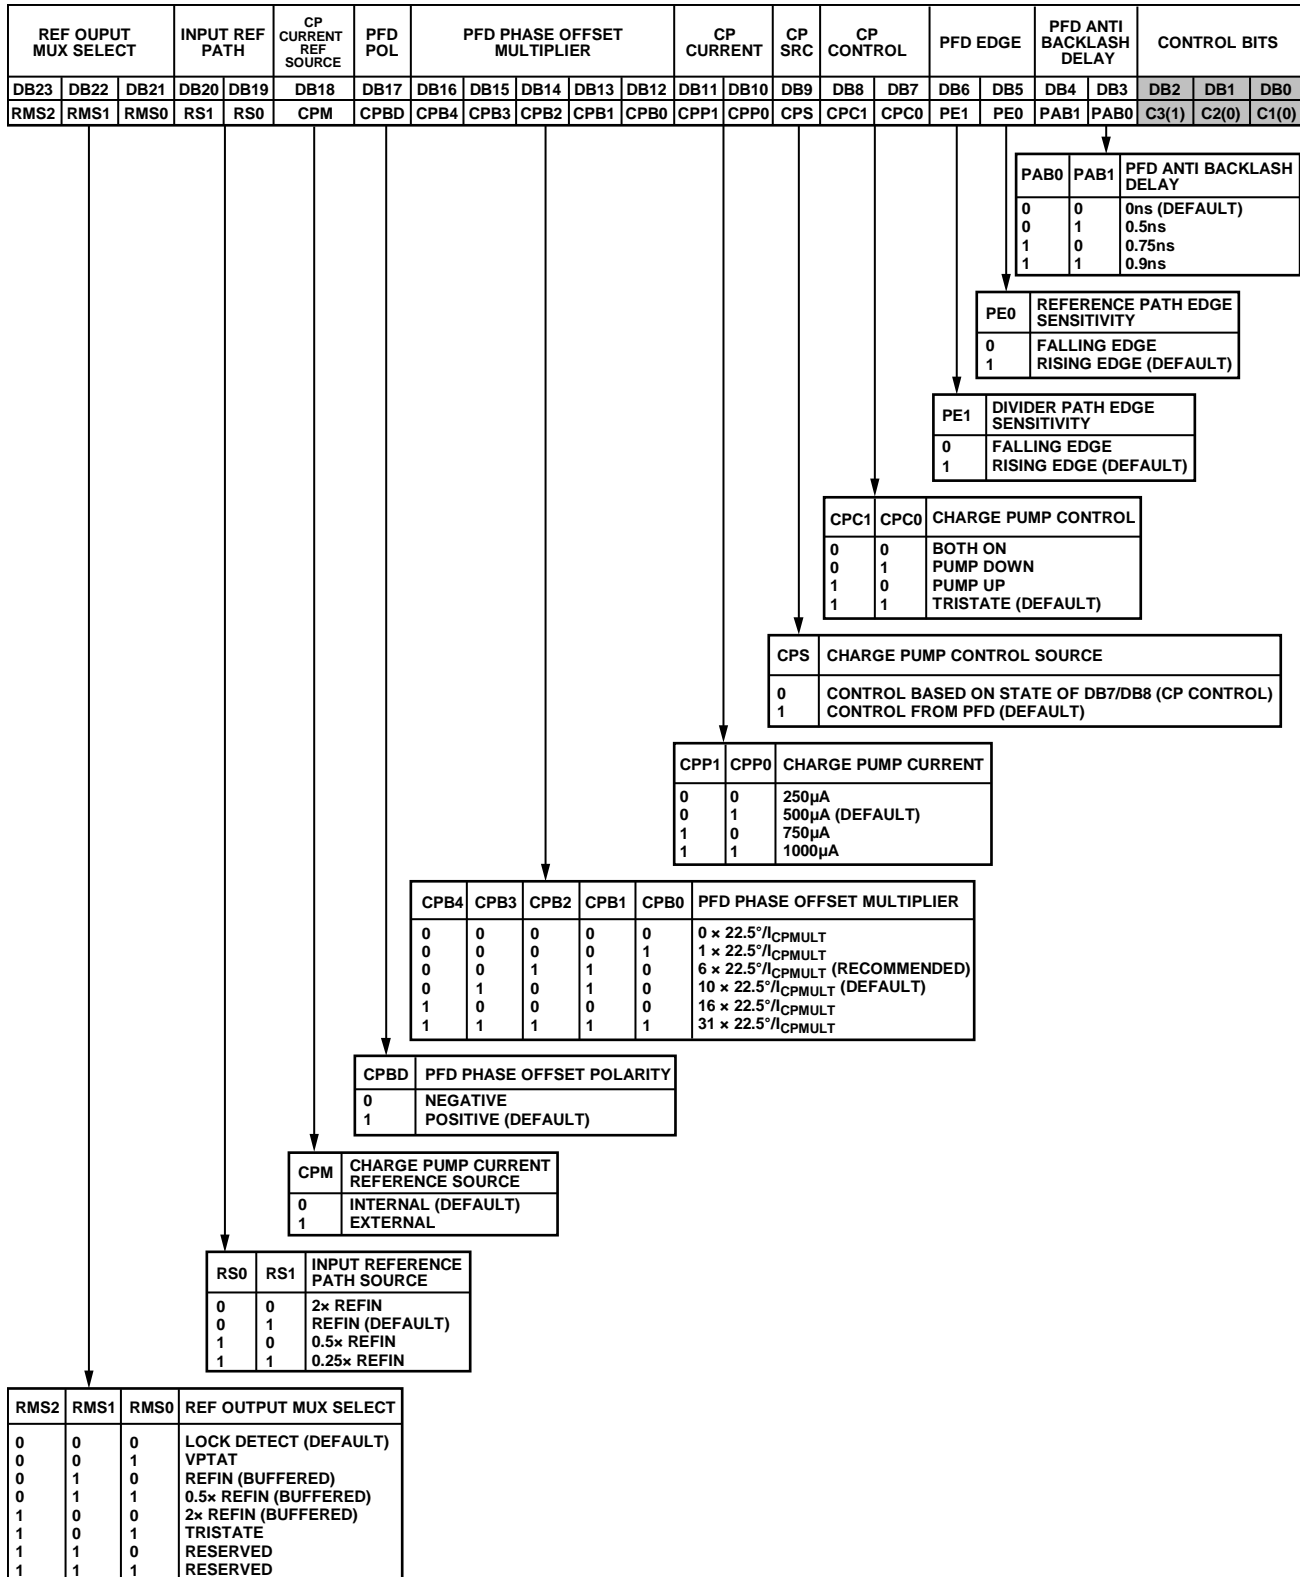 REF OUPUT MUX SELECT | INPUT REF PATH | CP CURRENT REF SOURCE | PFD POL | PFD PHASE OFFSET MULTIPLIER | CP CURRENT | CP SRC | CP CONTROL | PFD EDGE | PFD ANTI BACKLASH DELAY | CONTROL BITS
DB23 DB22 DB21 DB20 DB19 DB18 DB17 DB16 DB15 DB14 DB13 DB12 DB11 DB10 DB9 DB8 DB7 DB6 DB5 DB4 DB3 DB2 DB1 DB0
RMS2 RMS1 RMS0 RS1 RS0 CPM CPBD CPB4 CPB3 CPB2 CPB1 CPB0 CPP1 CPP0 CPS CPC1 CPC0 PE1 PE0 PAB1 PAB0 C3(1) C2(0) C1(0)
PAB0 PAB1 PFD ANTI BACKLASH DELAY
0 0 0ns (DEFAULT)
0 1 0.5ns
1 0 0.75ns
1 1 0.9ns
PE0 REFERENCE PATH EDGE SENSITIVITY
0 FALLING EDGE
1 RISING EDGE (DEFAULT)
PE1 DIVIDER PATH EDGE SENSITIVITY
0 FALLING EDGE
1 RISING EDGE (DEFAULT)
CPC1 CPC0 CHARGE PUMP CONTROL
0 0 BOTH ON
0 1 PUMP DOWN
1 0 PUMP UP
1 1 TRISTATE (DEFAULT)
CPS CHARGE PUMP CONTROL SOURCE
0 CONTROL BASED ON STATE OF DB7/DB8 (CP CONTROL)
1 CONTROL FROM PFD (DEFAULT)
CPP1 CPP0 CHARGE PUMP CURRENT
0 0 250µA
0 1 500µA (DEFAULT)
1 0 750µA
1 1 1000µA
CPB4 CPB3 CPB2 CPB1 CPB0 PFD PHASE OFFSET MULTIPLIER
0 0 0 0 0 0 × 22.5°/ICPMULT
0 0 0 0 1 1 × 22.5°/ICPMULT
0 0 1 1 0 6 × 22.5°/ICPMULT (RECOMMENDED)
0 1 0 1 0 10 × 22.5°/ICPMULT (DEFAULT)
1 0 0 0 0 16 × 22.5°/ICPMULT
1 1 1 1 1 31 × 22.5°/ICPMULT
CPBD PFD PHASE OFFSET POLARITY
0 NEGATIVE
1 POSITIVE (DEFAULT)
CPM CHARGE PUMP CURRENT REFERENCE SOURCE
0 INTERNAL (DEFAULT)
1 EXTERNAL
RS0 RS1 INPUT REFERENCE PATH SOURCE
0 0 2× REFIN
0 1 REFIN (DEFAULT)
1 0 0.5× REFIN
1 1 0.25× REFIN
RMS2 RMS1 RMS0 REF OUTPUT MUX SELECT
0 0 0 LOCK DETECT (DEFAULT)
0 0 1 VPTAT
0 1 0 REFIN (BUFFERED)
0 1 1 0.5× REFIN (BUFFERED)
1 0 0 2× REFIN (BUFFERED)
1 0 1 TRISTATE
1 1 0 RESERVED
1 1 1 RESERVED